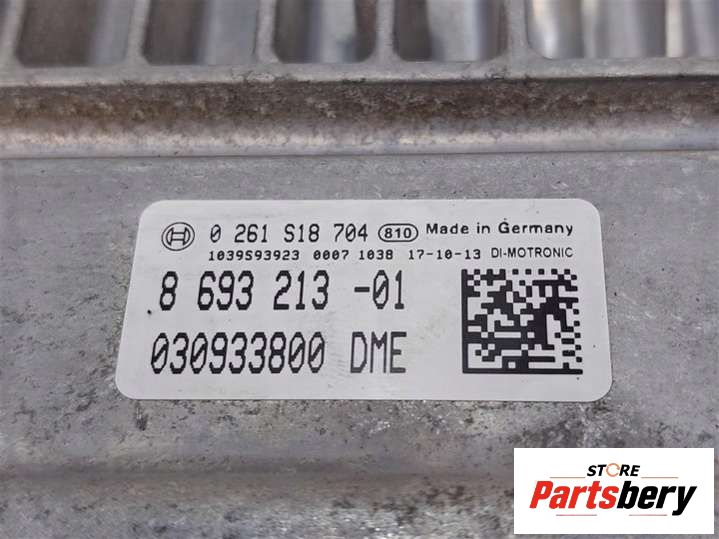 0 261 S18 704 810 Made in Germany
1039S93923 0007 1038 17-10-13 DI-MOTRONIC
8 693 213 -01
030933800 DME
STORE
Partsbery